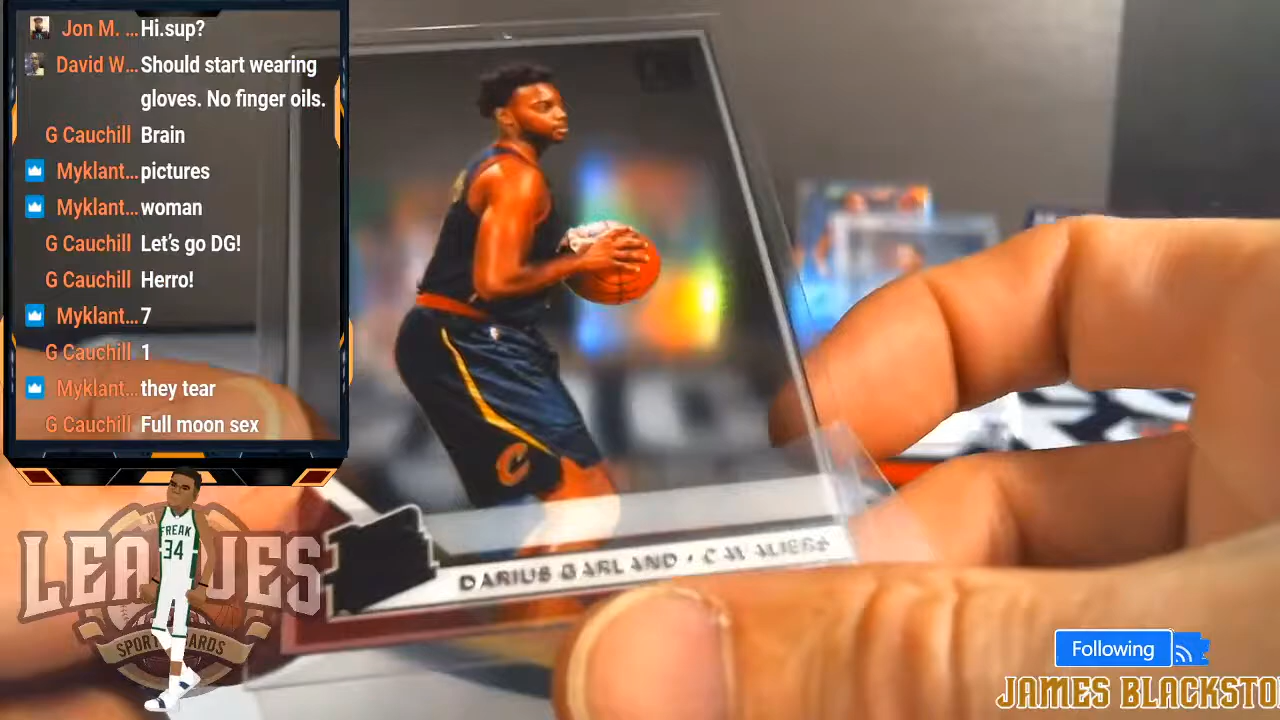 Jon M. ... Hi.sup?
David W... Should start wearing
gloves. No finger oils.
G Cauchill Brain
Myklant... pictures
Myklant... woman
G Cauchill Let's go DG!
G Cauchill Herro!
Myklant... 7
G Cauchill 1
Myklant... they tear
G Cauchill Full moon sex
FREAK
34
DARIUS GARLAND • CAVALIERS
Following
JAMES BLACKSTO